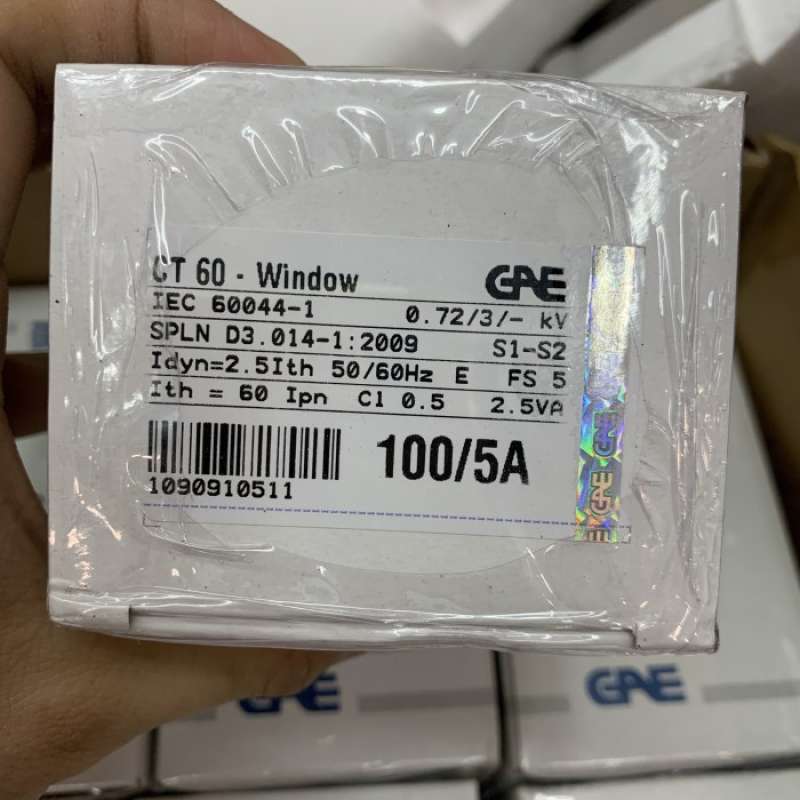 CT 60 - Window GAE
IEC 60044-1 0.72/3/- kV
SPLN D3.014-1:2009 S1-S2
Idyn=2.5Ith 50/60Hz E FS 5
Ith = 60 Ipn Cl 0.5 2.5VA
100/5A
1090910511
GAE
GAE
GAE
GAE